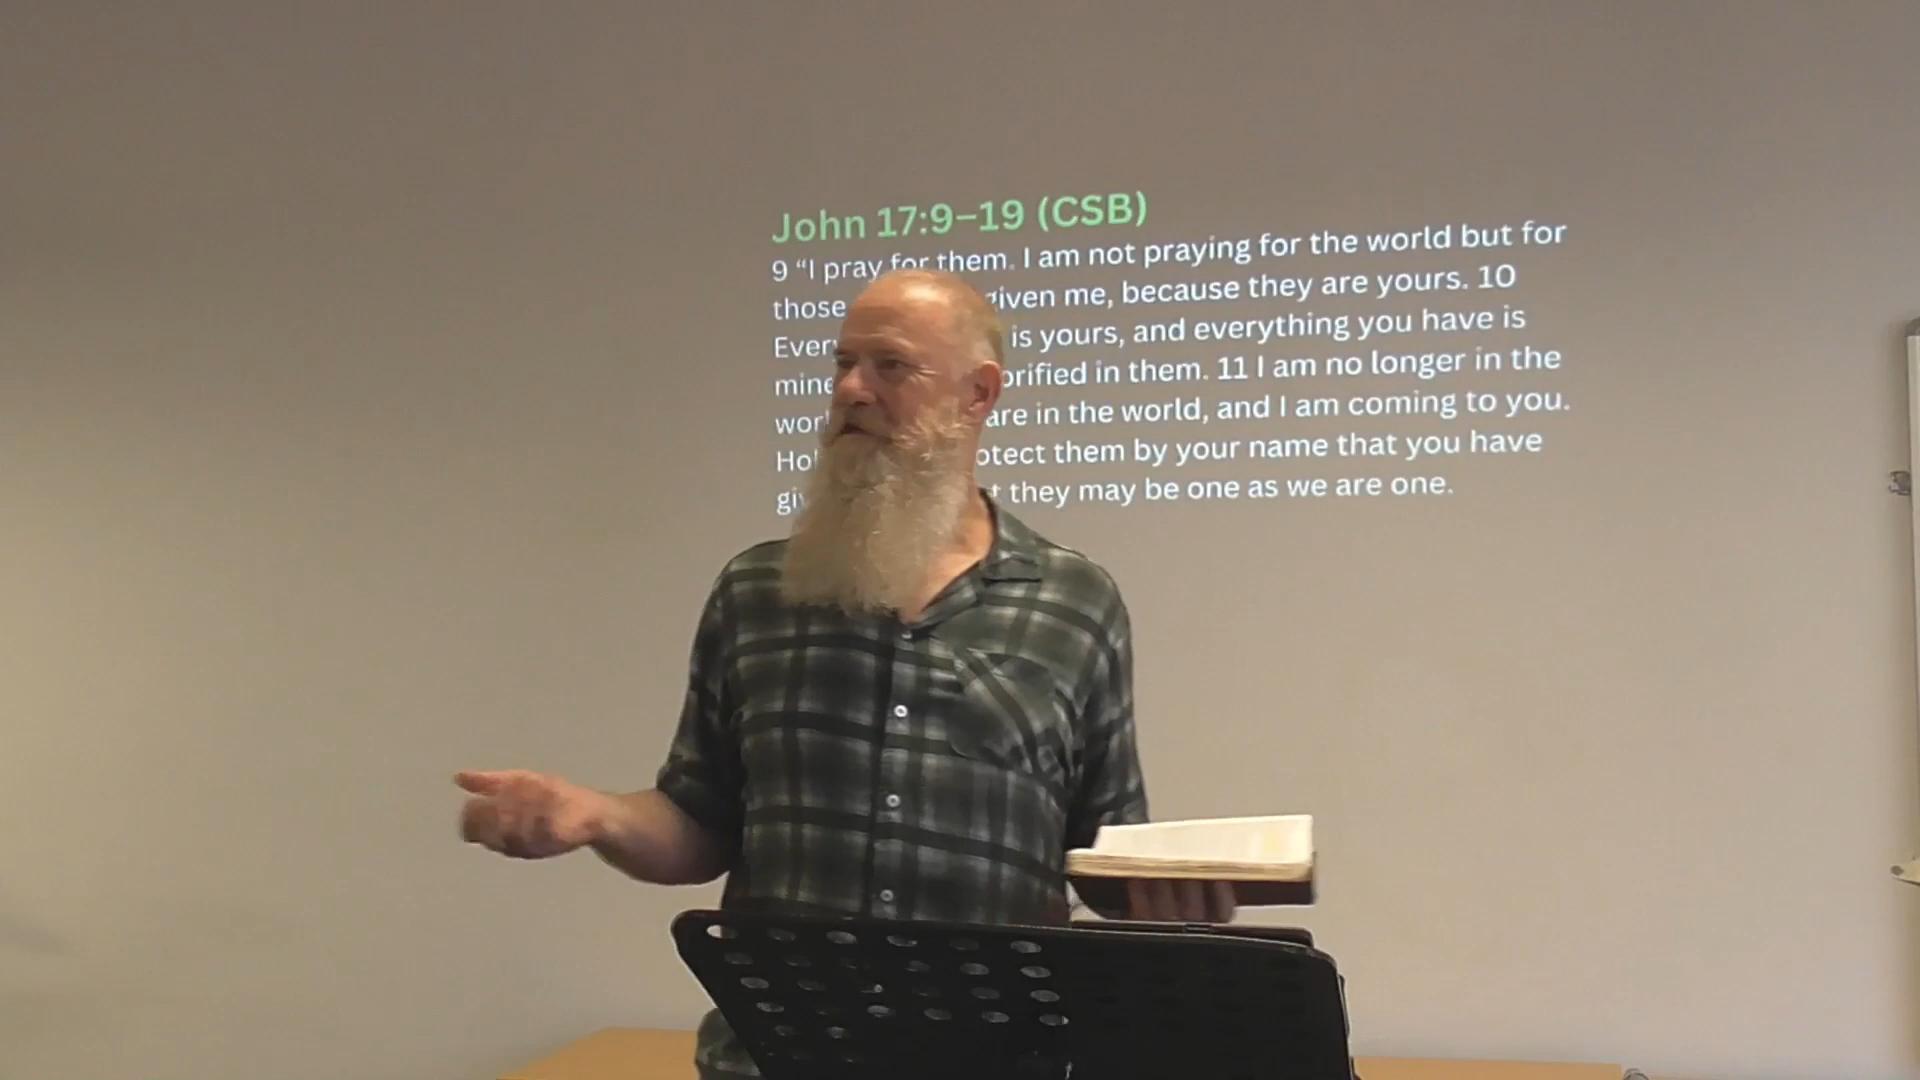 John 17:9–19 (CSB)
9 “I pray for them. I am not praying for the world but for
those given me, because they are yours. 10
is yours, and everything you have is
mine in them. 11 I am no longer in the
are in the world, and I am coming to you.
them by your name that you have
they may be one as we are one.